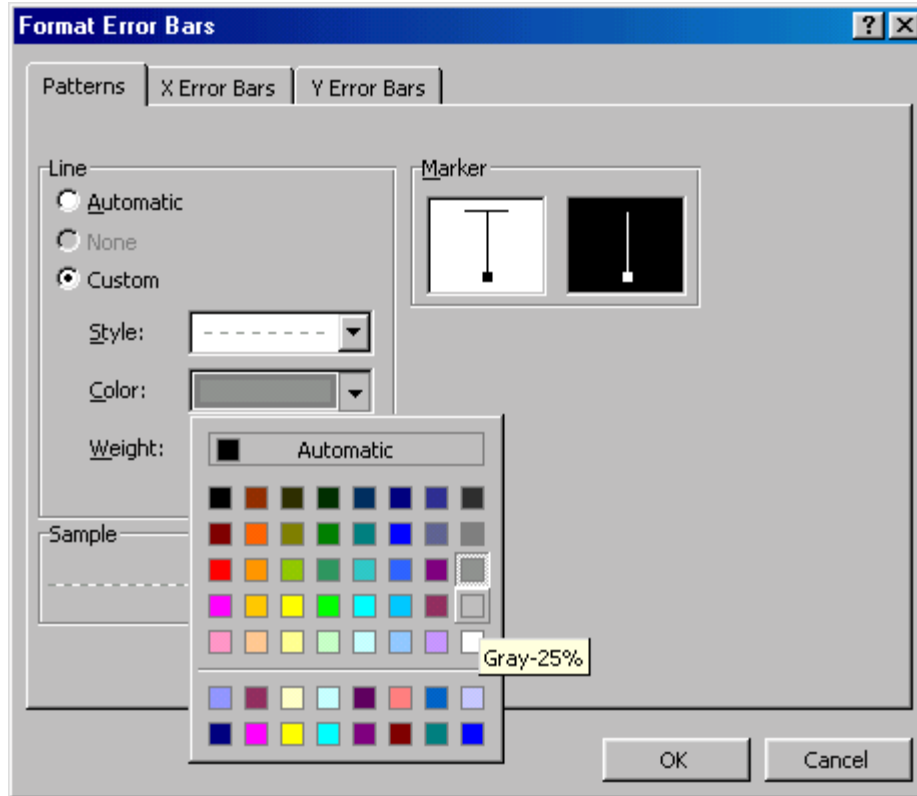 Format Error Bars
Patterns X Error Bars Y Error Bars
Line
Automatic
None
Custom
Style:
Color:
Weight:
Automatic
Gray-25%
Sample
Marker
OK Cancel